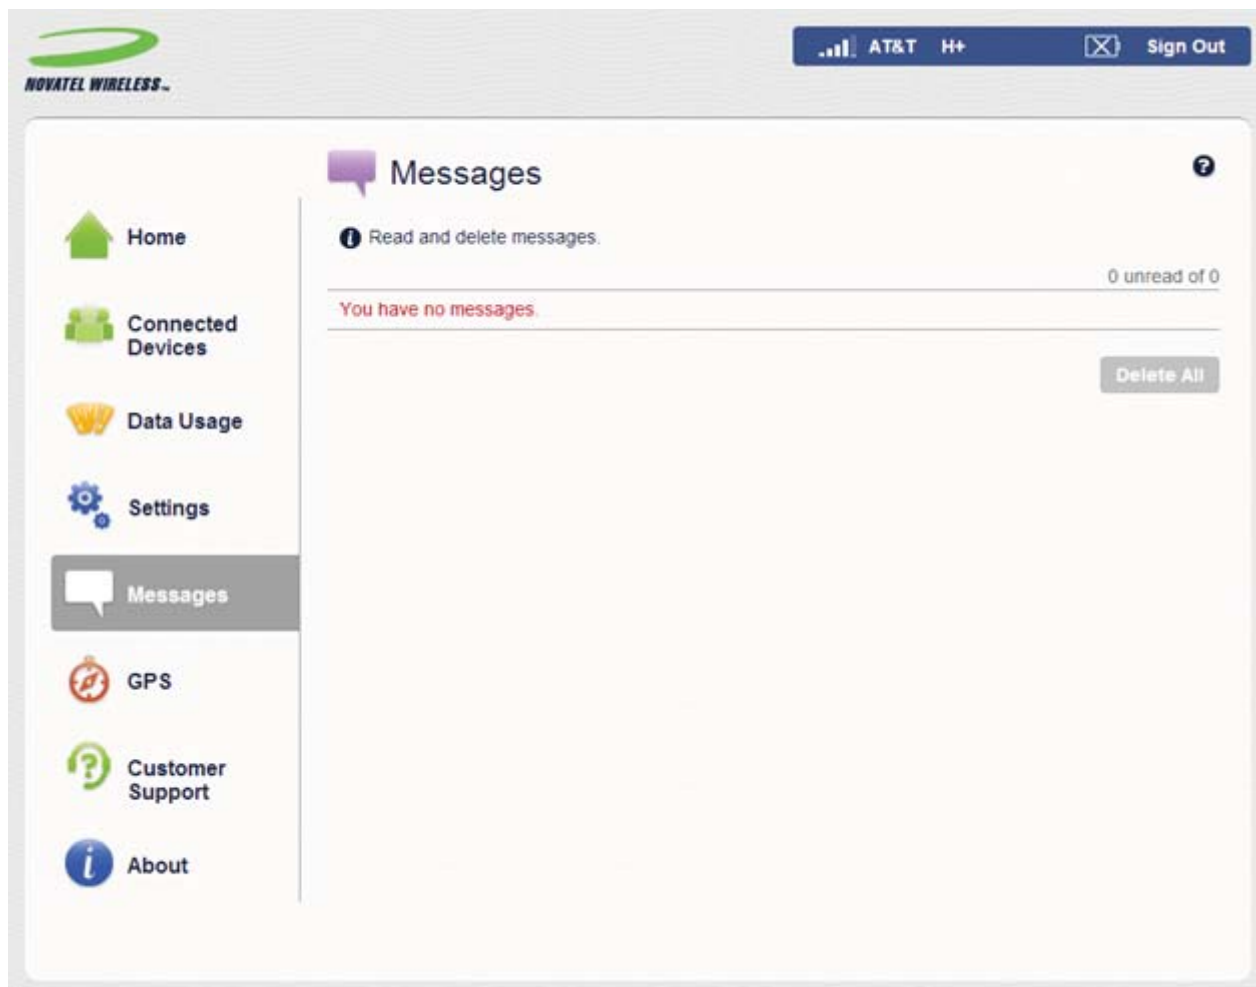 NOVATEL WIRELESS™
AT&T H+ Sign Out
Messages
Home
Read and delete messages.
0 unread of 0
You have no messages.
Connected
Devices
Delete All
Data Usage
Settings
Messages
GPS
Customer
Support
About